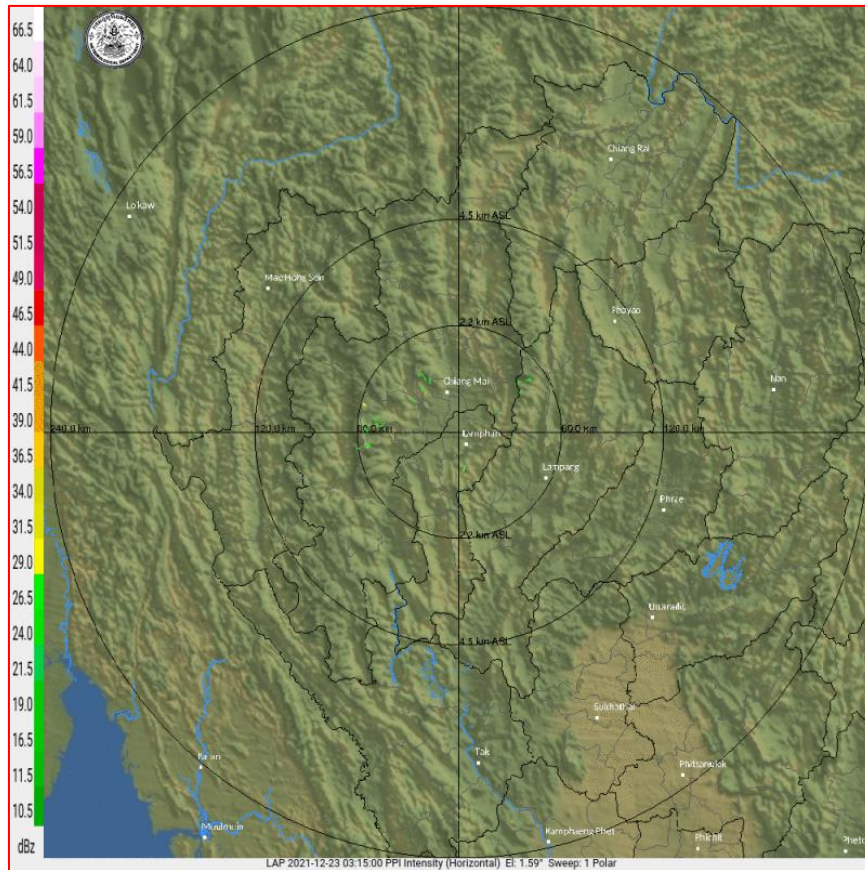 66.5
64.0
61.5
59.0
56.5
54.0
51.5
49.0
46.5
44.0
41.5
39.0
36.5
34.0
31.5
29.0
26.5
24.0
21.5
19.0
16.5
11.5
10.5
dBz
Chiang Rai
Loikaw
4.5 km ASL
Mae Hong Son
Phayao
2.2 km ASL
Chiang Mai
Nan
240.0 km
120.0 km
60.0 km
120.0 km
Lamphun
Lampang
Phrae
2.2 km ASL
Uttaradit
4.5 km ASL
Sukhothai
Tak
Pa'an
Phitsanulok
Kamphaeng Phet
Moulmein
Phichit
LAP 2021-12-23 03:15:00 PPI Intensity (Horizontal) El: 1.59° Sweep: 1 Polar